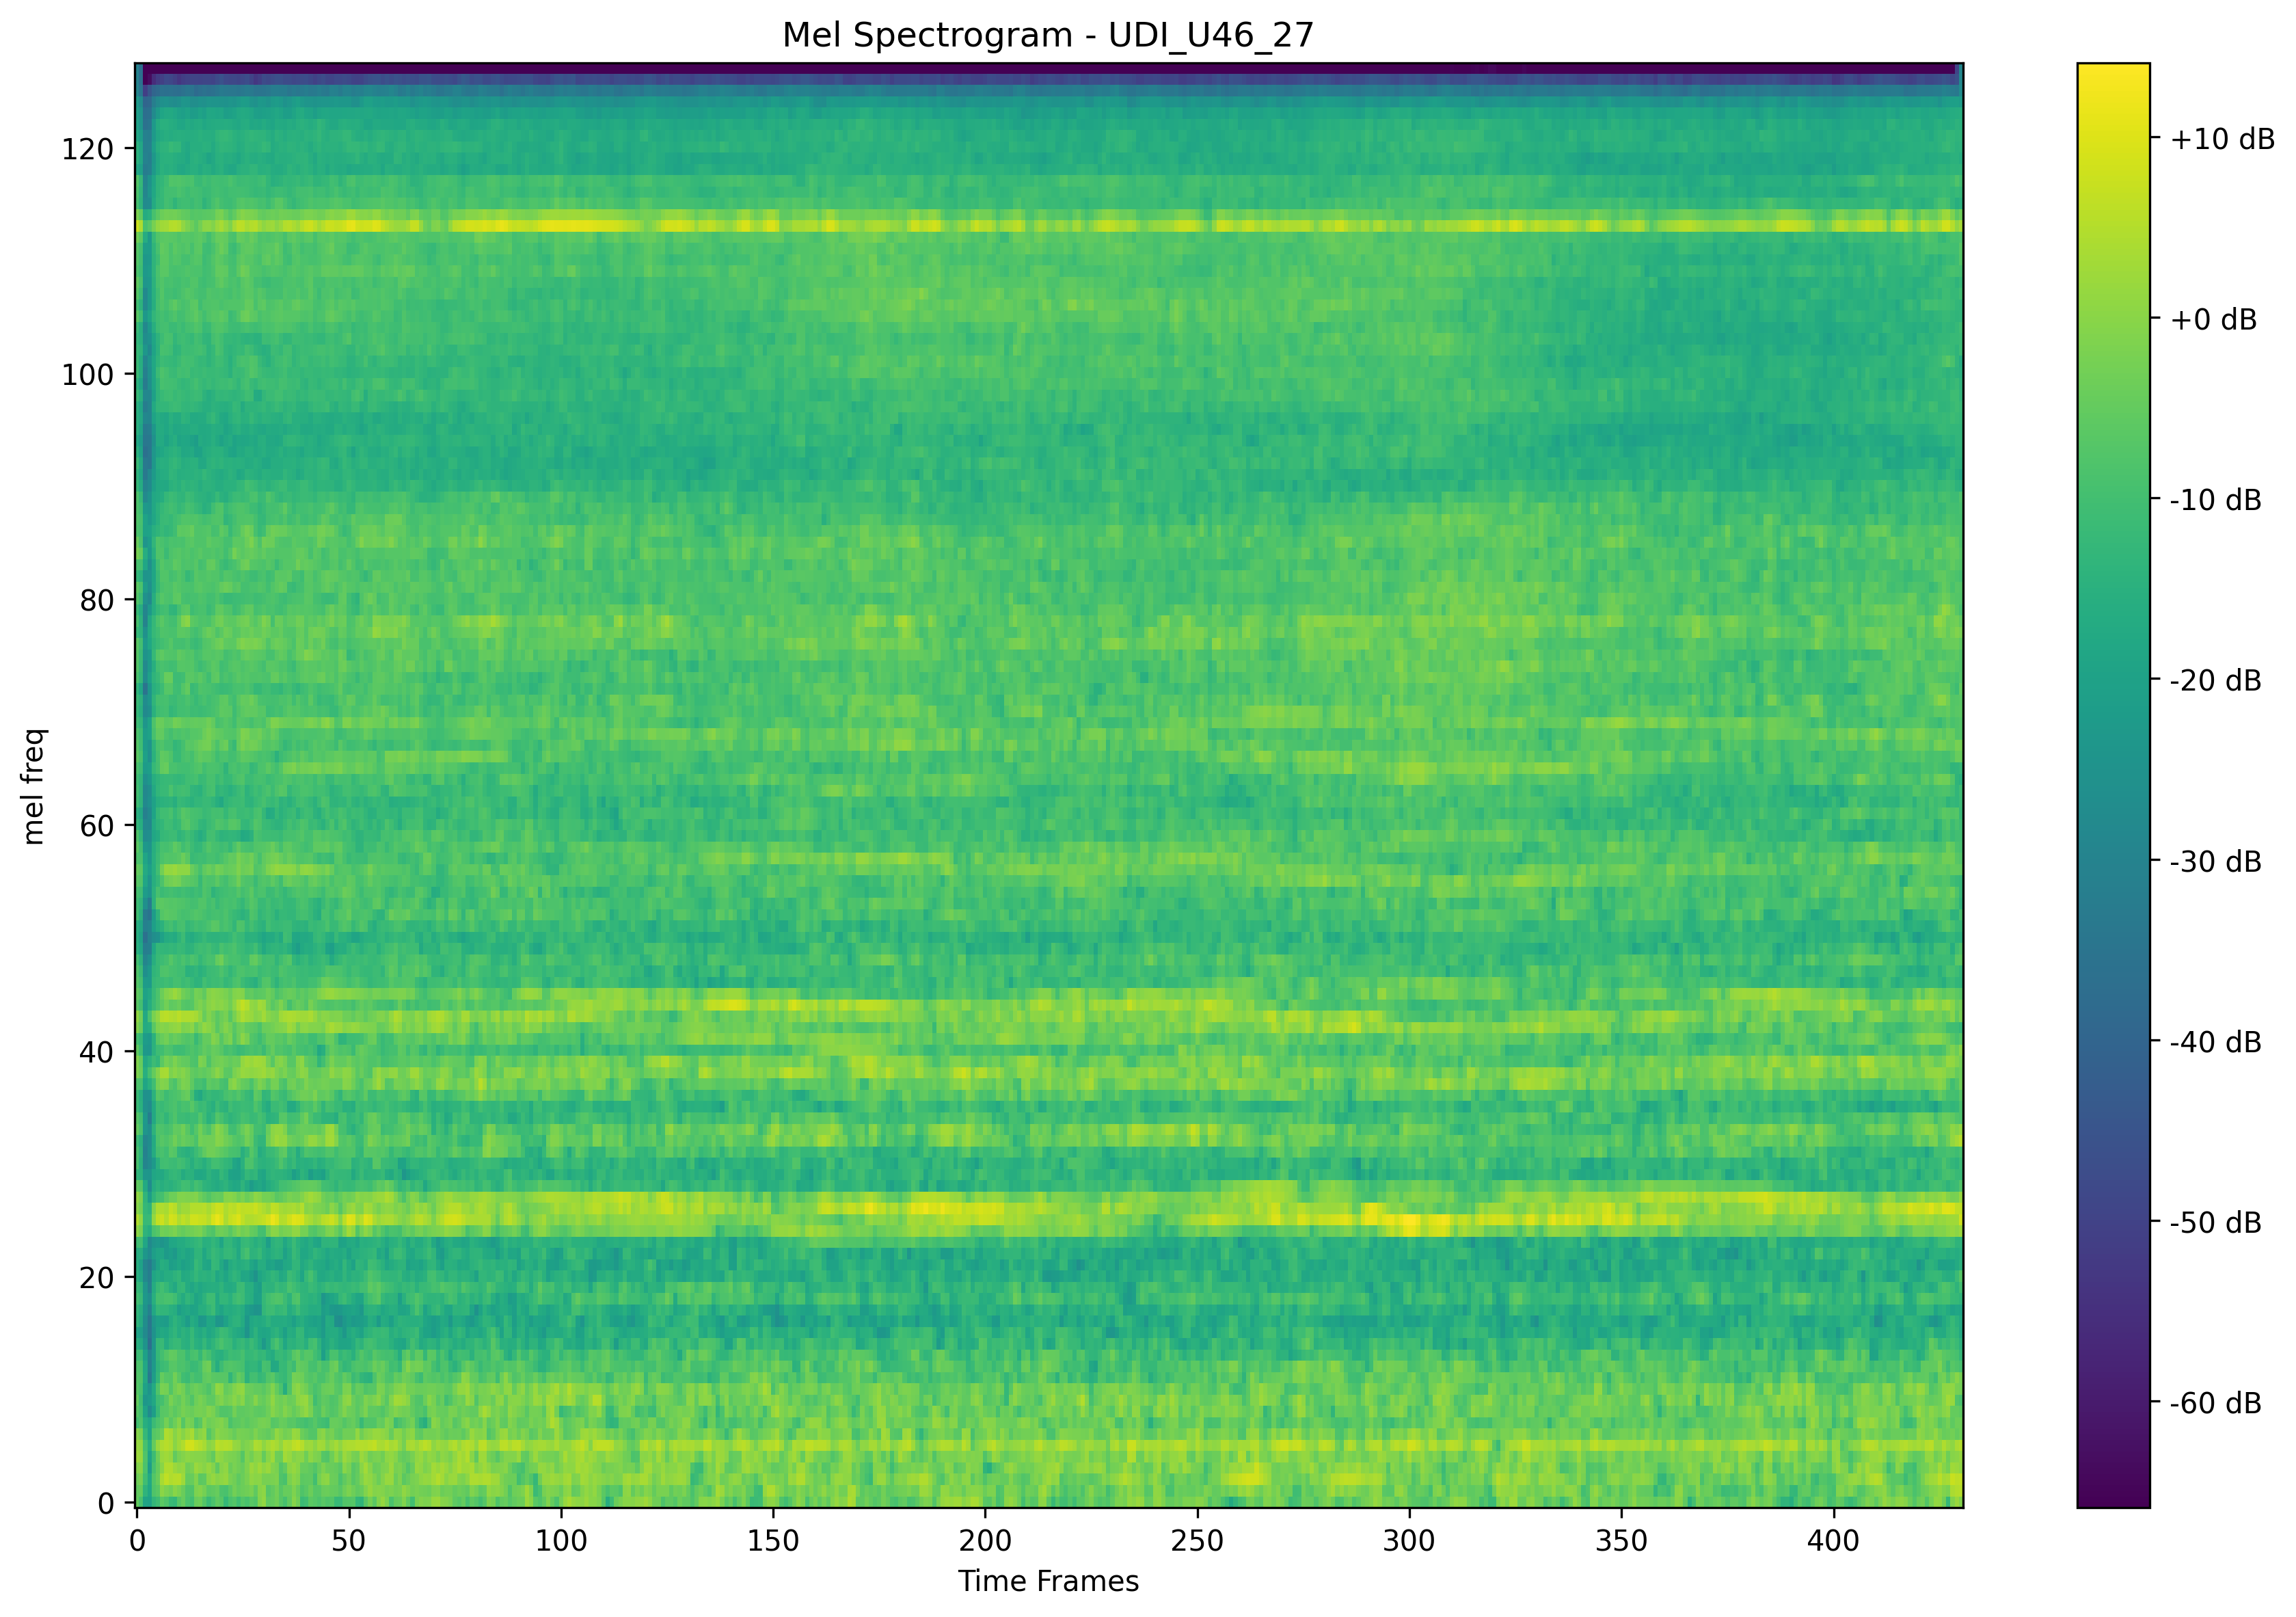 Mel Spectrogram - UDI_U46_27
mel freq
120
100
80
60
40
20
0
0 50 100 150 200 250 300 350 400
Time Frames
+10 dB
+0 dB
-10 dB
-20 dB
-30 dB
-40 dB
-50 dB
-60 dB